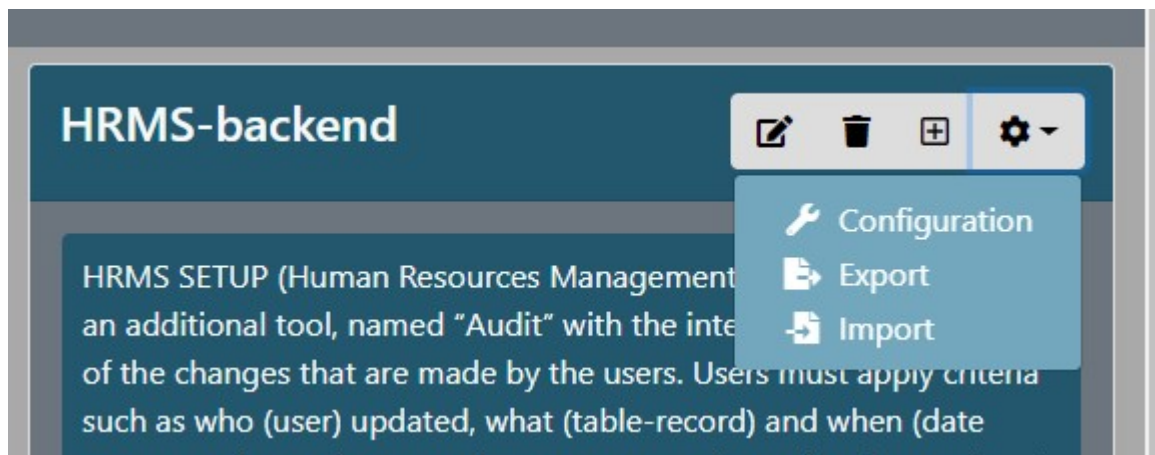 HRMS-backend
Configuration
Export
Import
HRMS SETUP (Human Resources Management
an additional tool, named “Audit” with the inte
of the changes that are made by the users. Users must apply criteria
such as who (user) updated, what (table-record) and when (date